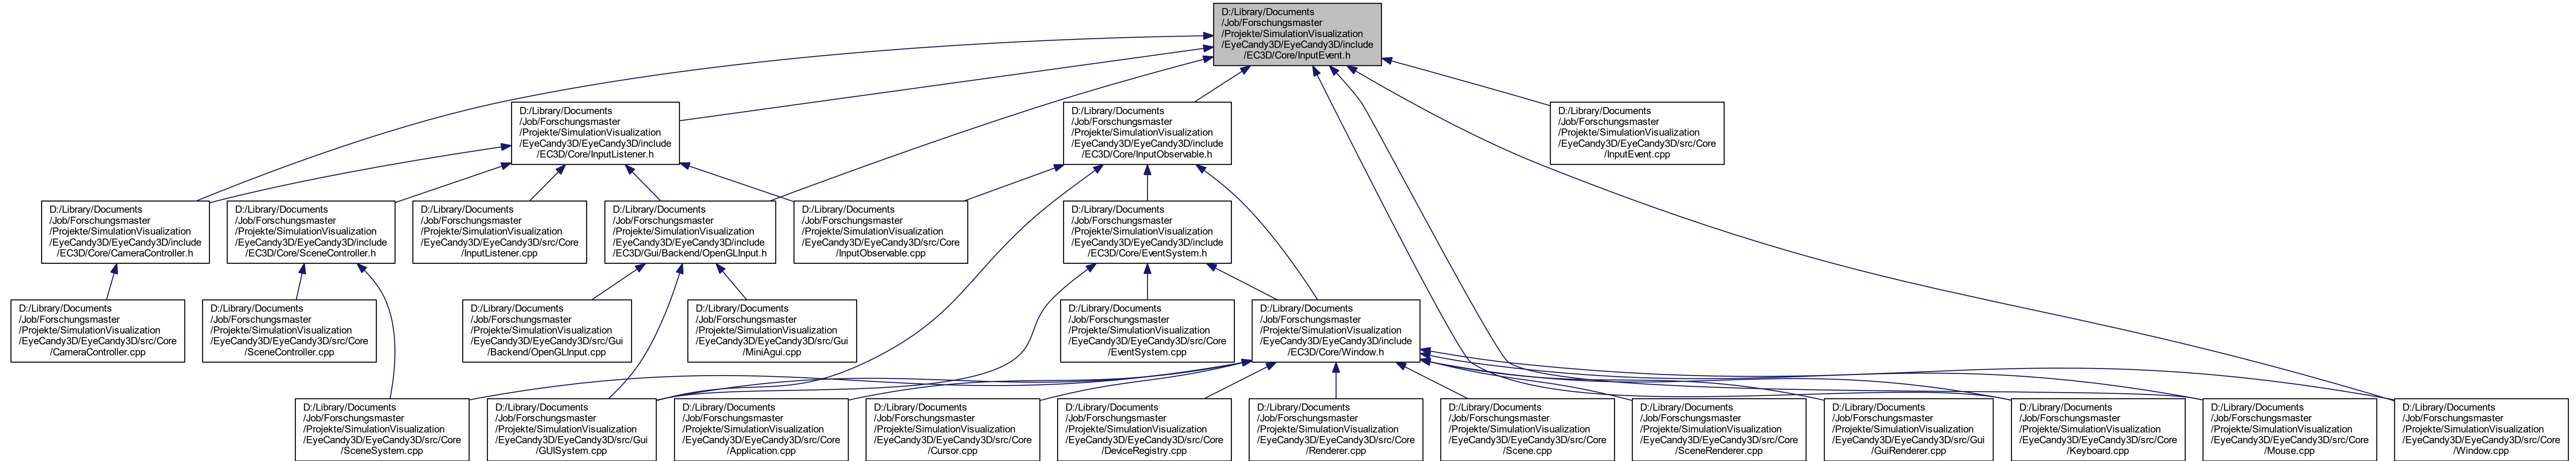 D:/Library/Documents
/Job/Forschungsmaster
/Projekte/SimulationVisualization
/EyeCandy3D/EyeCandy3D/include
/EC3D/Core/InputEvent.h
D:/Library/Documents
/Job/Forschungsmaster
/Projekte/SimulationVisualization
/EyeCandy3D/EyeCandy3D/include
/EC3D/Core/InputListener.h
D:/Library/Documents
/Job/Forschungsmaster
/Projekte/SimulationVisualization
/EyeCandy3D/EyeCandy3D/include
/EC3D/Core/InputObservable.h
D:/Library/Documents
/Job/Forschungsmaster
/Projekte/SimulationVisualization
/EyeCandy3D/EyeCandy3D/src/Core
/InputEvent.cpp
D:/Library/Documents
/Job/Forschungsmaster
/Projekte/SimulationVisualization
/EyeCandy3D/EyeCandy3D/include
/EC3D/Core/CameraController.h
D:/Library/Documents
/Job/Forschungsmaster
/Projekte/SimulationVisualization
/EyeCandy3D/EyeCandy3D/include
/EC3D/Core/SceneController.h
D:/Library/Documents
/Job/Forschungsmaster
/Projekte/SimulationVisualization
/EyeCandy3D/EyeCandy3D/src/Core
/InputListener.cpp
D:/Library/Documents
/Job/Forschungsmaster
/Projekte/SimulationVisualization
/EyeCandy3D/EyeCandy3D/include
/EC3D/Gui/Backend/OpenGLInput.h
D:/Library/Documents
/Job/Forschungsmaster
/Projekte/SimulationVisualization
/EyeCandy3D/EyeCandy3D/src/Core
/InputObservable.cpp
D:/Library/Documents
/Job/Forschungsmaster
/Projekte/SimulationVisualization
/EyeCandy3D/EyeCandy3D/include
/EC3D/Core/EventSystem.h
D:/Library/Documents
/Job/Forschungsmaster
/Projekte/SimulationVisualization
/EyeCandy3D/EyeCandy3D/src/Core
/CameraController.cpp
D:/Library/Documents
/Job/Forschungsmaster
/Projekte/SimulationVisualization
/EyeCandy3D/EyeCandy3D/src/Core
/SceneController.cpp
D:/Library/Documents
/Job/Forschungsmaster
/Projekte/SimulationVisualization
/EyeCandy3D/EyeCandy3D/src/Gui
/Backend/OpenGLInput.cpp
D:/Library/Documents
/Job/Forschungsmaster
/Projekte/SimulationVisualization
/EyeCandy3D/EyeCandy3D/src/Gui
/MiniAgui.cpp
D:/Library/Documents
/Job/Forschungsmaster
/Projekte/SimulationVisualization
/EyeCandy3D/EyeCandy3D/src/Core
/EventSystem.cpp
D:/Library/Documents
/Job/Forschungsmaster
/Projekte/SimulationVisualization
/EyeCandy3D/EyeCandy3D/include
/EC3D/Core/Window.h
D:/Library/Documents
/Job/Forschungsmaster
/Projekte/SimulationVisualization
/EyeCandy3D/EyeCandy3D/src/Core
/SceneSystem.cpp
D:/Library/Documents
/Job/Forschungsmaster
/Projekte/SimulationVisualization
/EyeCandy3D/EyeCandy3D/src/Gui
/GUISystem.cpp
D:/Library/Documents
/Job/Forschungsmaster
/Projekte/SimulationVisualization
/EyeCandy3D/EyeCandy3D/src/Core
/Application.cpp
D:/Library/Documents
/Job/Forschungsmaster
/Projekte/SimulationVisualization
/EyeCandy3D/EyeCandy3D/src/Core
/Cursor.cpp
D:/Library/Documents
/Job/Forschungsmaster
/Projekte/SimulationVisualization
/EyeCandy3D/EyeCandy3D/src/Core
/DeviceRegistry.cpp
D:/Library/Documents
/Job/Forschungsmaster
/Projekte/SimulationVisualization
/EyeCandy3D/EyeCandy3D/src/Core
/Renderer.cpp
D:/Library/Documents
/Job/Forschungsmaster
/Projekte/SimulationVisualization
/EyeCandy3D/EyeCandy3D/src/Core
/Scene.cpp
D:/Library/Documents
/Job/Forschungsmaster
/Projekte/SimulationVisualization
/EyeCandy3D/EyeCandy3D/src/Core
/SceneRenderer.cpp
D:/Library/Documents
/Job/Forschungsmaster
/Projekte/SimulationVisualization
/EyeCandy3D/EyeCandy3D/src/Gui
/GuiRenderer.cpp
D:/Library/Documents
/Job/Forschungsmaster
/Projekte/SimulationVisualization
/EyeCandy3D/EyeCandy3D/src/Core
/Keyboard.cpp
D:/Library/Documents
/Job/Forschungsmaster
/Projekte/SimulationVisualization
/EyeCandy3D/EyeCandy3D/src/Core
/Mouse.cpp
D:/Library/Documents
/Job/Forschungsmaster
/Projekte/SimulationVisualization
/EyeCandy3D/EyeCandy3D/src/Core
/Window.cpp